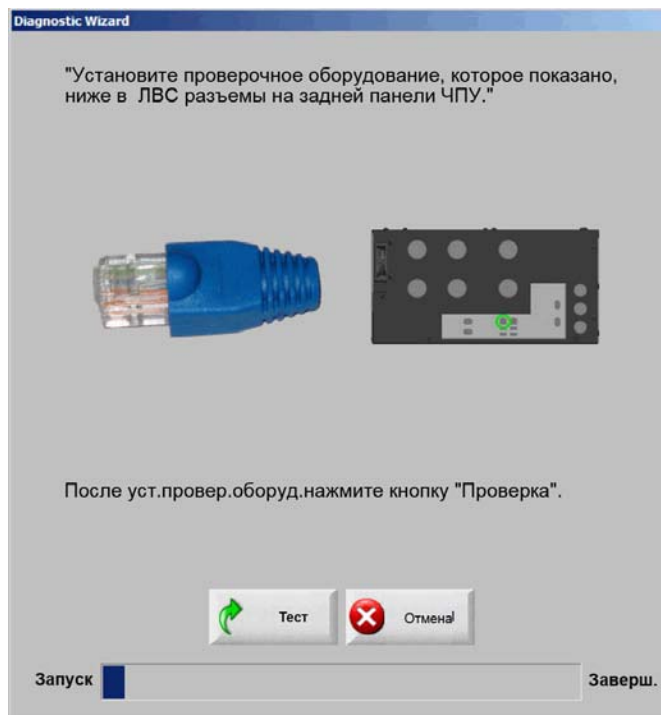 Diagnostic Wizard
"Установите проверочное оборудование, которое показано,
ниже в  ЛВС разъемы на задней панели ЧПУ."
После уст.провер.оборуд.нажмите кнопку "Проверка".
Тест
Отмена
Запуск
Заверш.